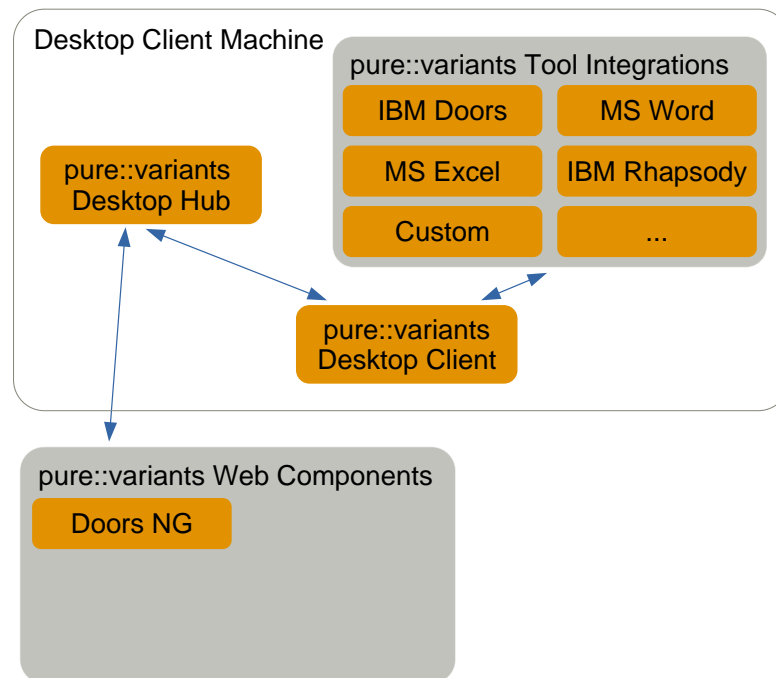 Desktop Client Machine
pure::variants Tool Integrations
IBM Doors
MS Word
pure::variants
Desktop Hub
MS Excel
IBM Rhapsody
Custom
...
pure::variants
Desktop Client
pure::variants Web Components
Doors NG